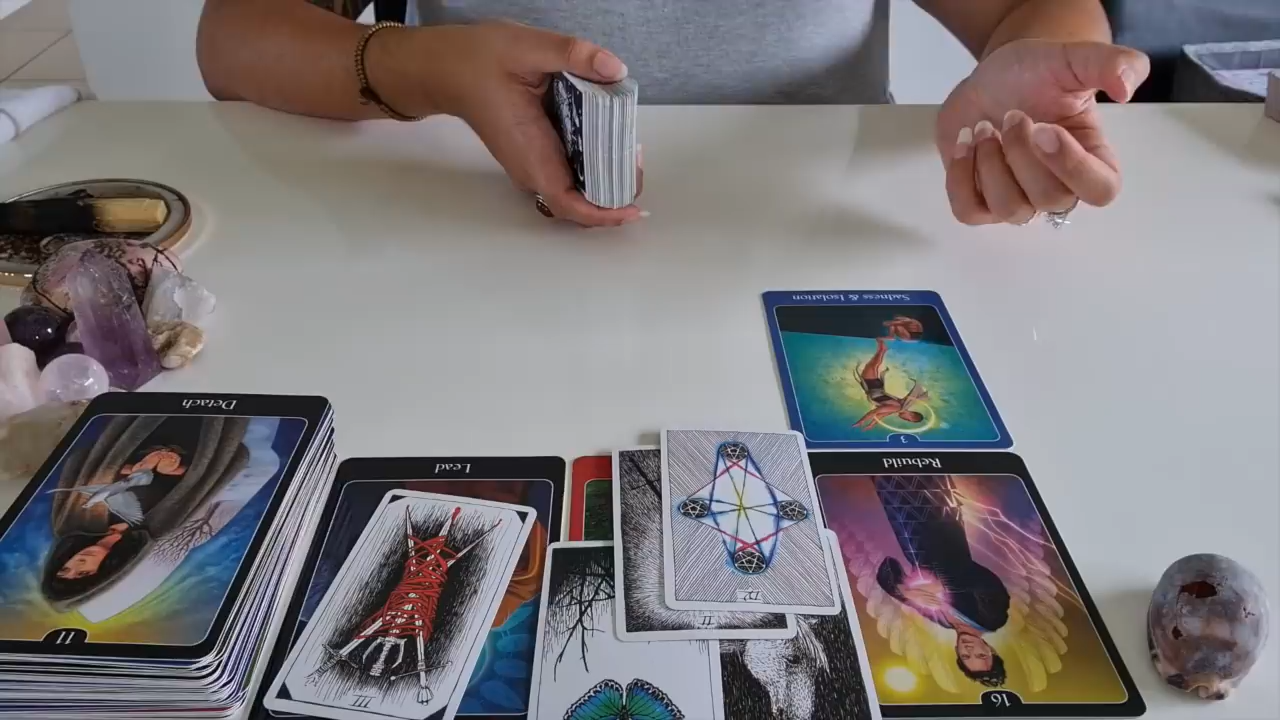 Sadness & Isolation
3
Detach
11
Lead
Rebuild
16
III
II